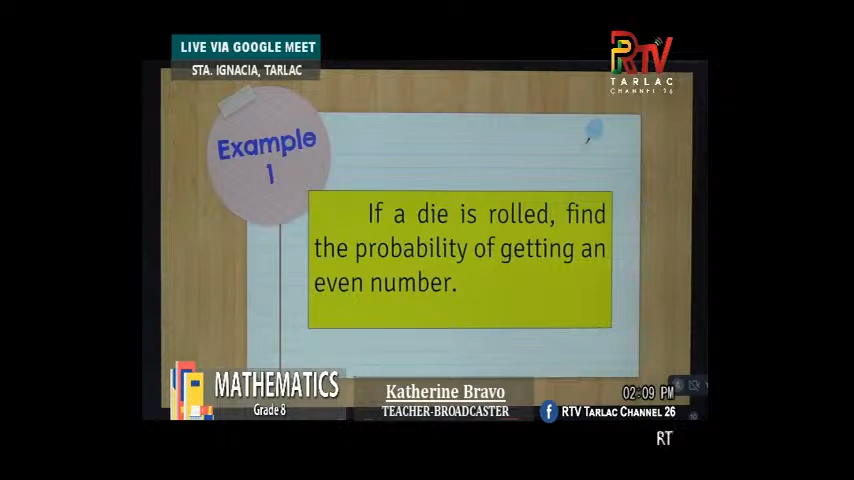 LIVE VIA GOOGLE MEET
STA. IGNACIA, TARLAC
RTV
TARLAC
CHANNEL 26
Example
1
If a die is rolled, find
the probability of getting an
even number.
MATHEMATICS
Grade 8
Katherine Bravo
TEACHER-BROADCASTER
02:09 PM
RTV TARLAC CHANNEL 26
RT